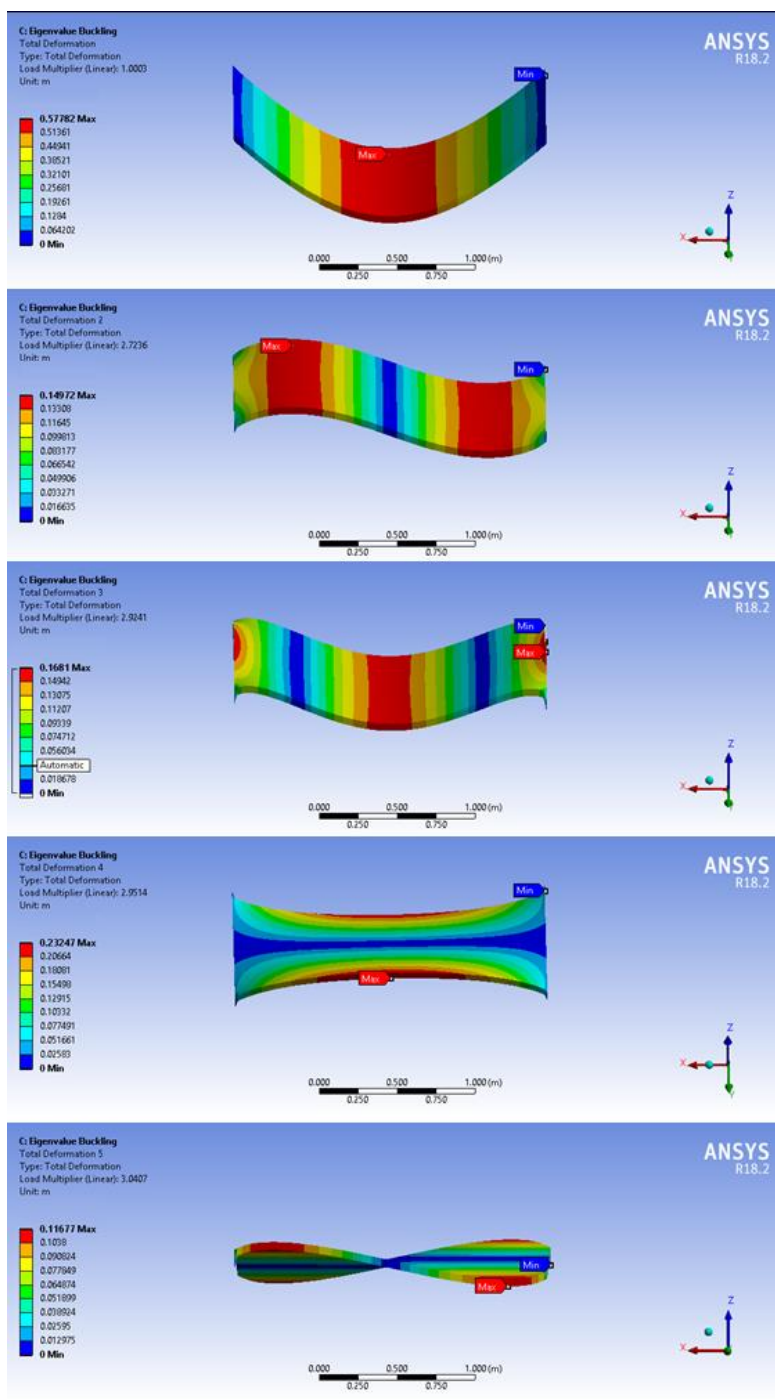 C: Eigenvalue Buckling
Total Deformation
Type: Total Deformation
Load Multiplier (Linear): 1.0003
Unit: m
ANSYS
R18.2
Min
Max
0.57782 Max
0.51361
0.44941
0.38521
0.32101
0.25681
0.19261
0.1284
0.064202
0 Min
Z
X
0.000 0.500 1.000 (m)
0.250 0.750
C: Eigenvalue Buckling
Total Deformation 2
Type: Total Deformation
Load Multiplier (Linear): 2.7236
Unit: m
ANSYS
R18.2
Max
Min
0.14972 Max
0.13308
0.11645
0.099813
0.083177
0.066542
0.049906
0.033271
0.016635
0 Min
Z
X
0.000 0.500 1.000 (m)
0.250 0.750
C: Eigenvalue Buckling
Total Deformation 3
Type: Total Deformation
Load Multiplier (Linear): 2.9241
Unit: m
ANSYS
R18.2
Min
Max
0.1681 Max
0.14942
0.13075
0.11207
0.09339
0.074712
0.056034
Automatic
0.018678
0 Min
Z
X
0.000 0.500 1.000 (m)
0.250 0.750
C: Eigenvalue Buckling
Total Deformation 4
Type: Total Deformation
Load Multiplier (Linear): 2.9514
Unit: m
ANSYS
R18.2
Min
Max
0.23247 Max
0.20664
0.18081
0.15498
0.12915
0.10332
0.077491
0.051661
0.02583
0 Min
Z
X
Y
0.000 0.500 1.000 (m)
0.250 0.750
C: Eigenvalue Buckling
Total Deformation 5
Type: Total Deformation
Load Multiplier (Linear): 3.0407
Unit: m
ANSYS
R18.2
Min
Max
0.11677 Max
0.1038
0.090824
0.077849
0.064874
0.051899
0.038924
0.02595
0.012975
0 Min
Z
X
0.000 0.500 1.000 (m)
0.250 0.750